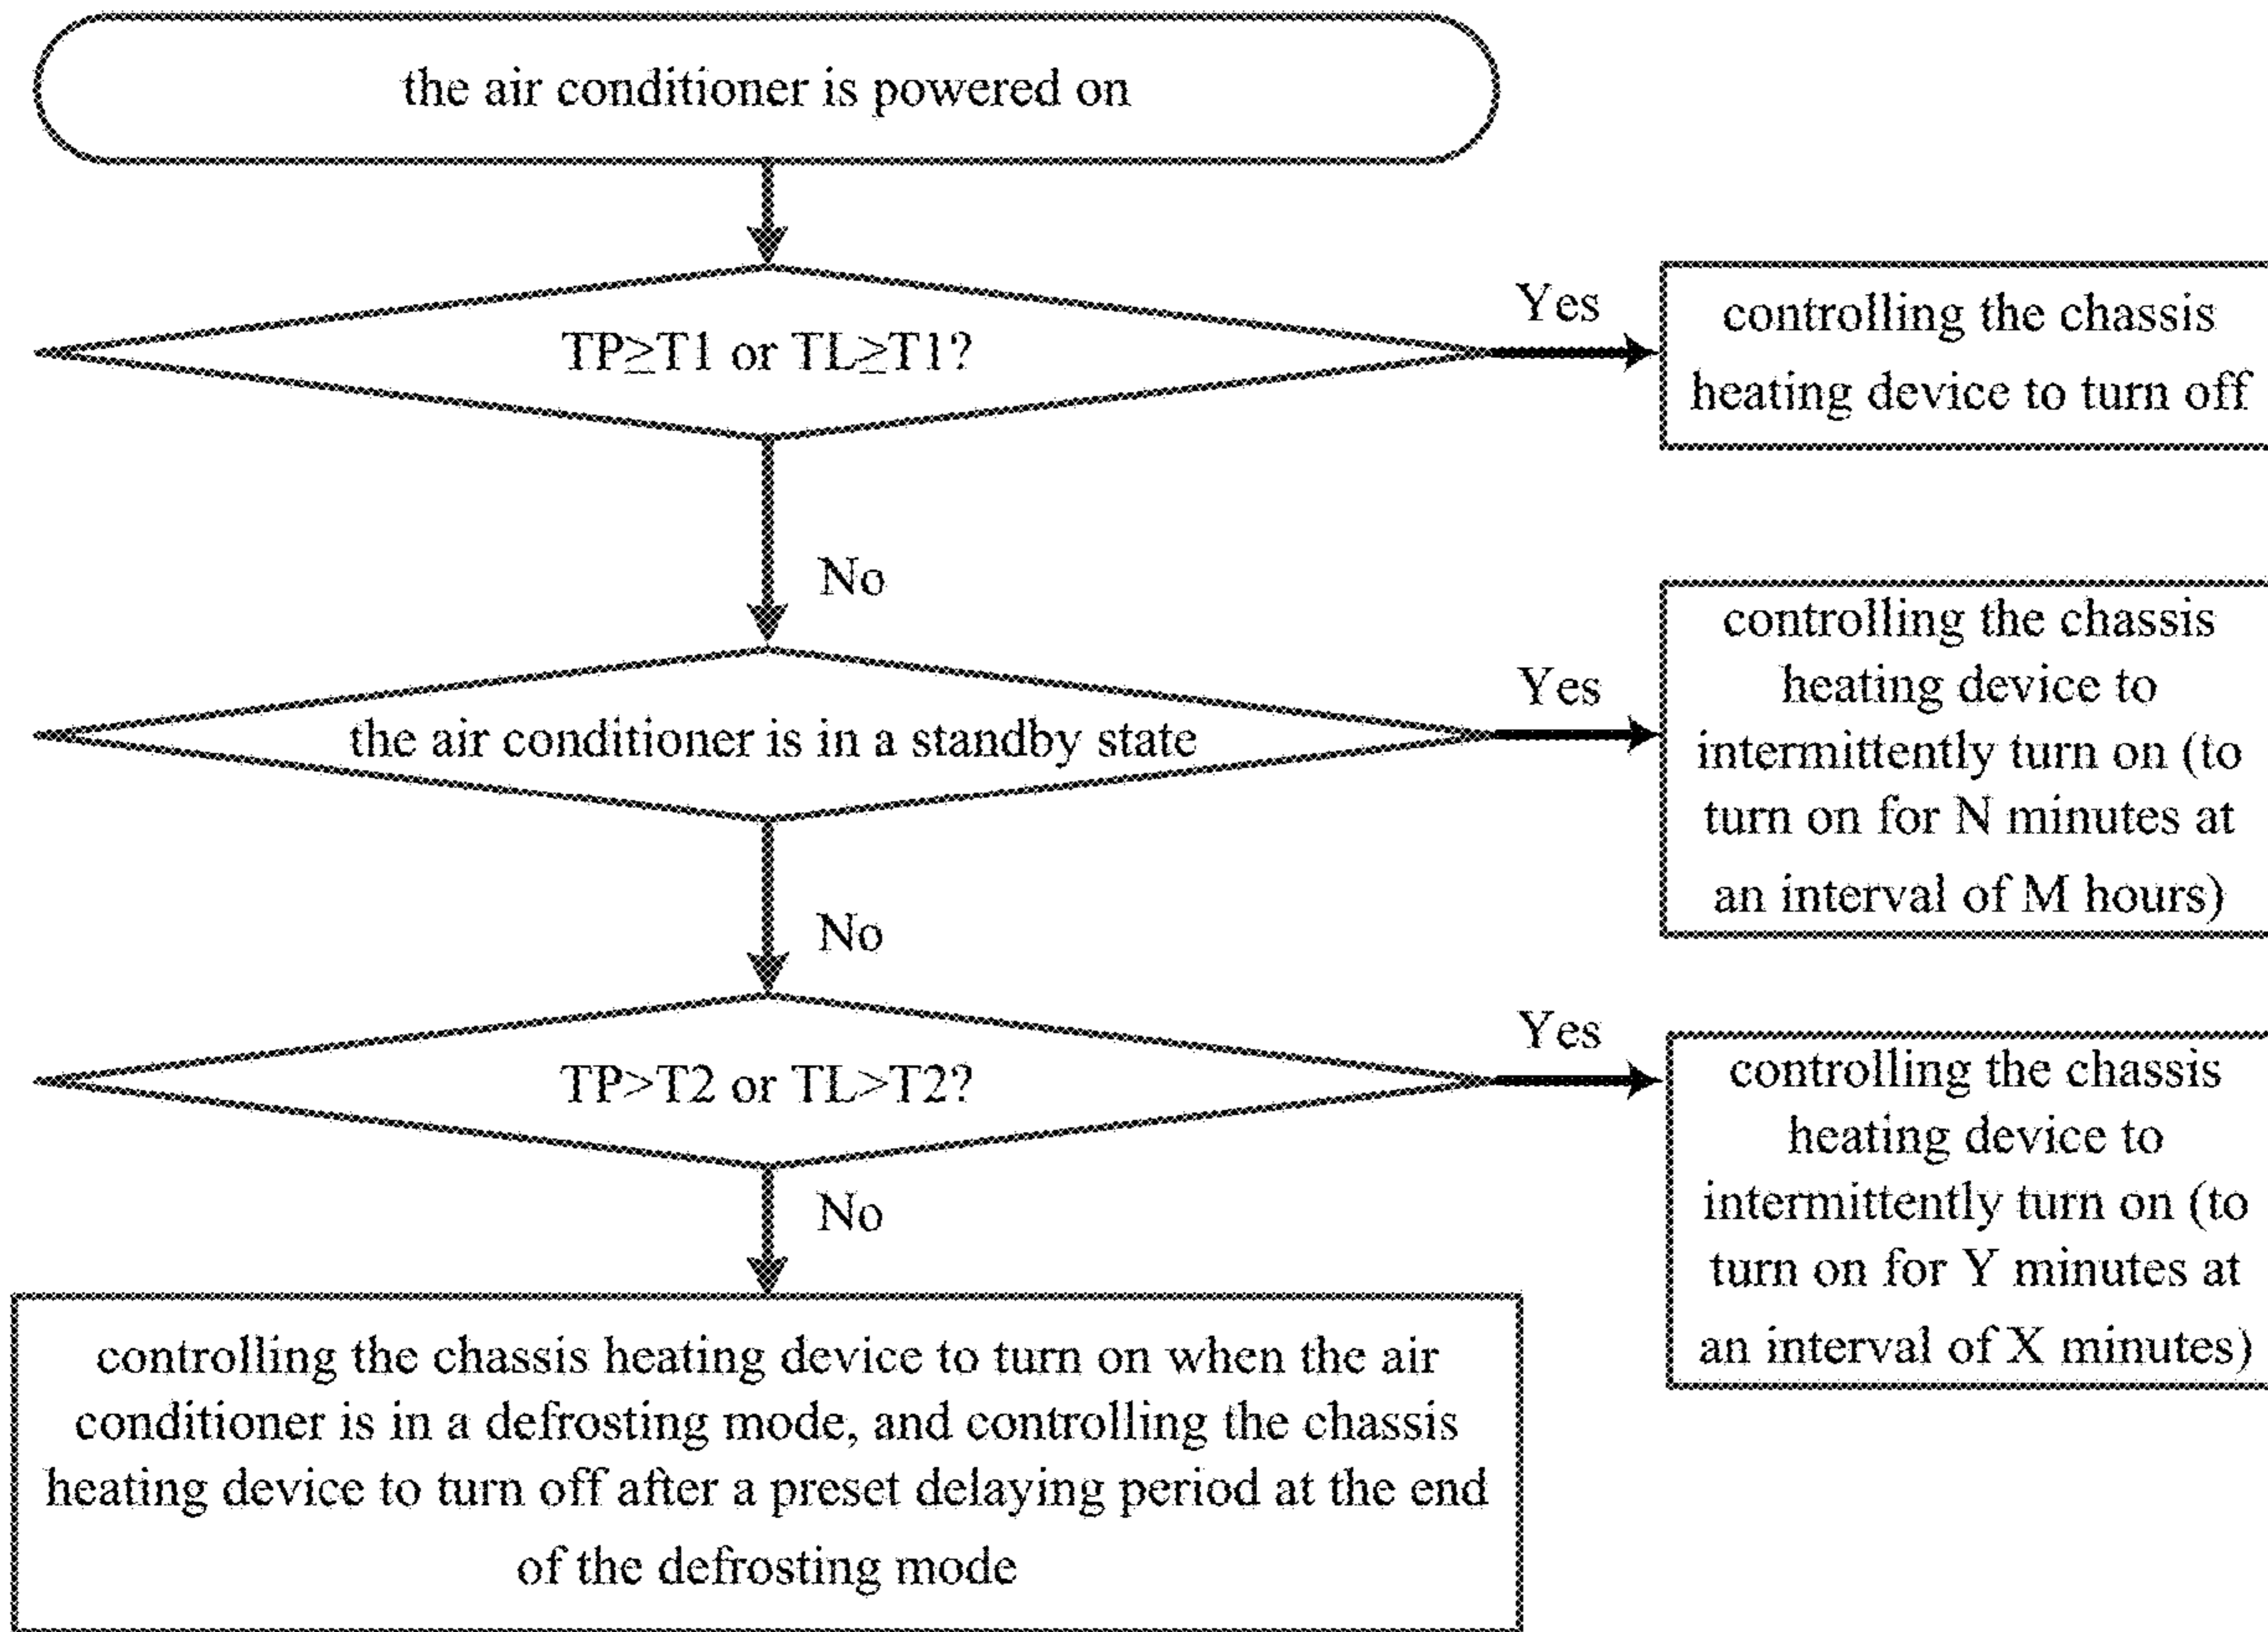 the air conditioner is powered on
TP≥T1 or TL≥T1?
Yes
controlling the chassis
heating device to turn off
No
the air conditioner is in a standby state
Yes
controlling the chassis
heating device to
intermittently turn on (to
turn on for N minutes at
an interval of M hours)
No
TP>T2 or TL>T2?
Yes
controlling the chassis
heating device to
intermittently turn on (to
turn on for Y minutes at
an interval of X minutes)
No
controlling the chassis heating device to turn on when the air
conditioner is in a defrosting mode, and controlling the chassis
heating device to turn off after a preset delaying period at the end
of the defrosting mode